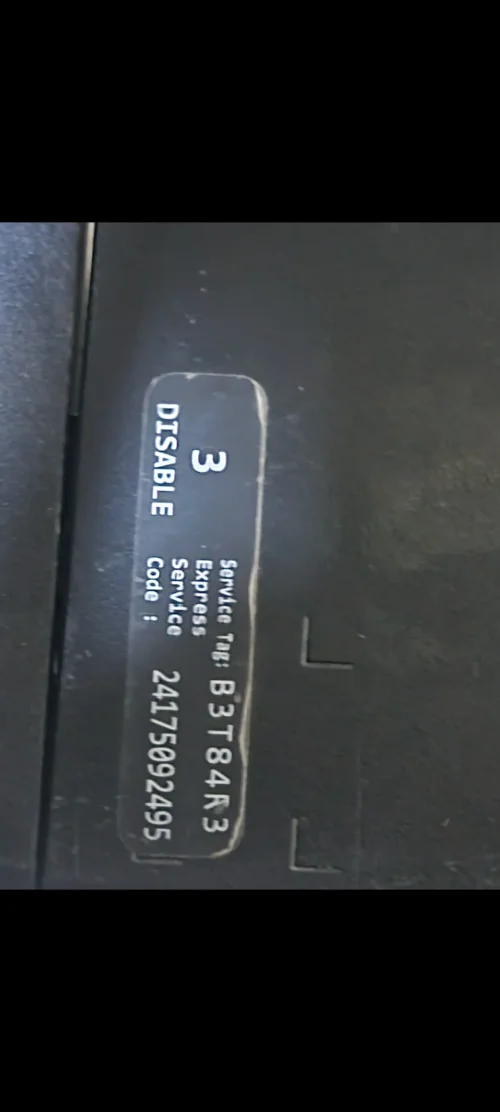 3
DISABLE
Service Tag: B3T84R3
Express
Service
Code : 24175092495